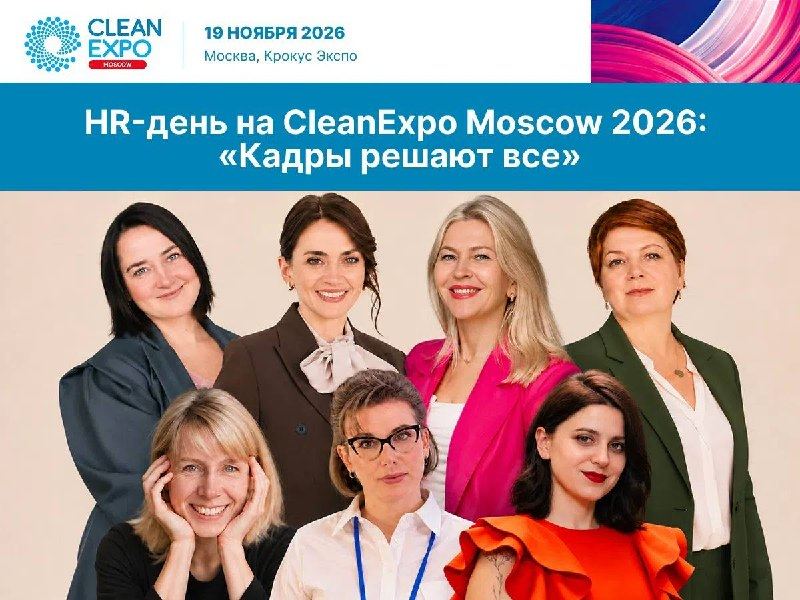 CLEAN
EXPO
MOSCOW
19 НОЯБРЯ 2026
Москва, Крокус Экспо
HR-день на CleanExpo Moscow 2026:
«Кадры решают все»